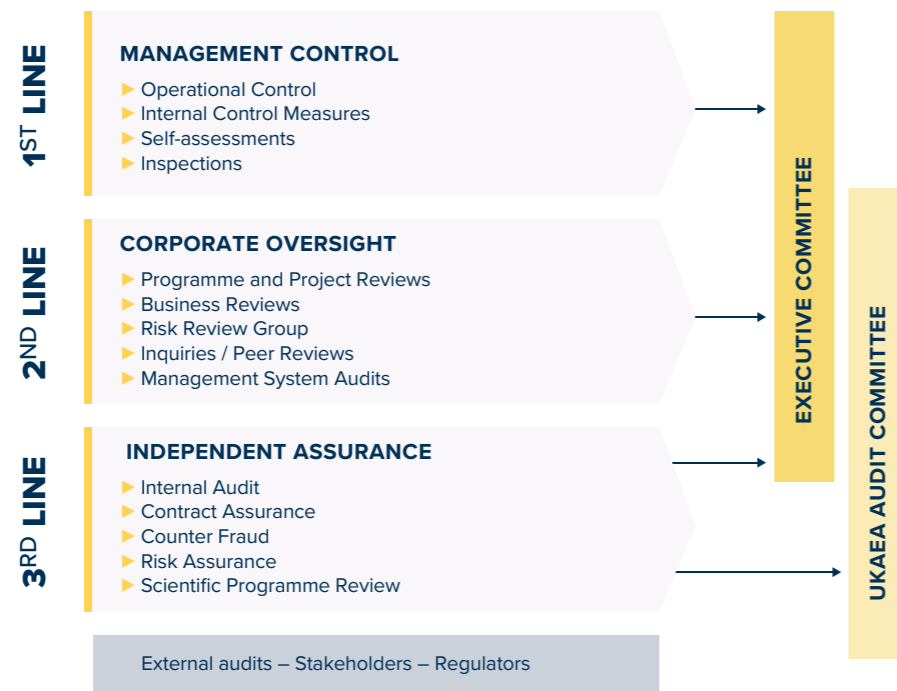 1ST LINE
MANAGEMENT CONTROL
Operational Control
Internal Control Measures
Self-assessments
Inspections
2ND LINE
CORPORATE OVERSIGHT
Programme and Project Reviews
Business Reviews
Risk Review Group
Inquiries / Peer Reviews
Management System Audits
3RD LINE
INDEPENDENT ASSURANCE
Internal Audit
Contract Assurance
Counter Fraud
Risk Assurance
Scientific Programme Review
External audits – Stakeholders – Regulators
EXECUTIVE COMMITTEE
UKAEA AUDIT COMMITTEE